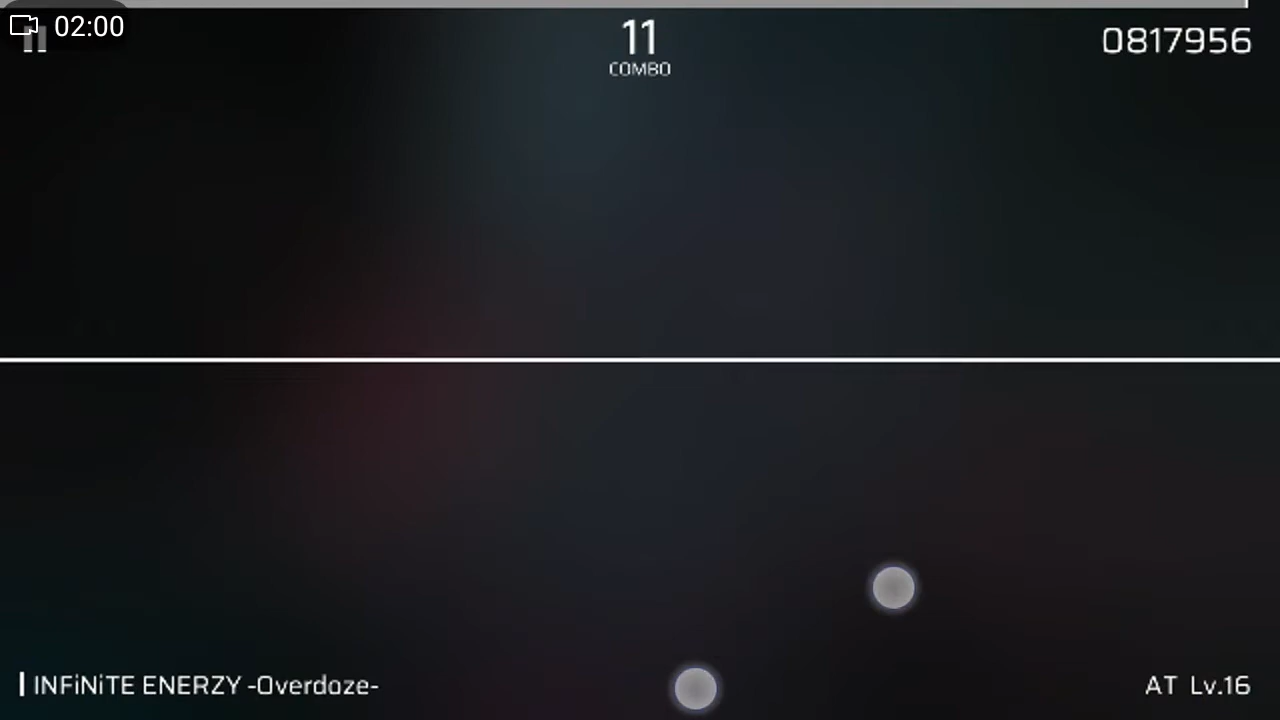 02:00
11
COMBO
0817956
INFiNiTE ENERZY -Overdoze-
AT Lv.16